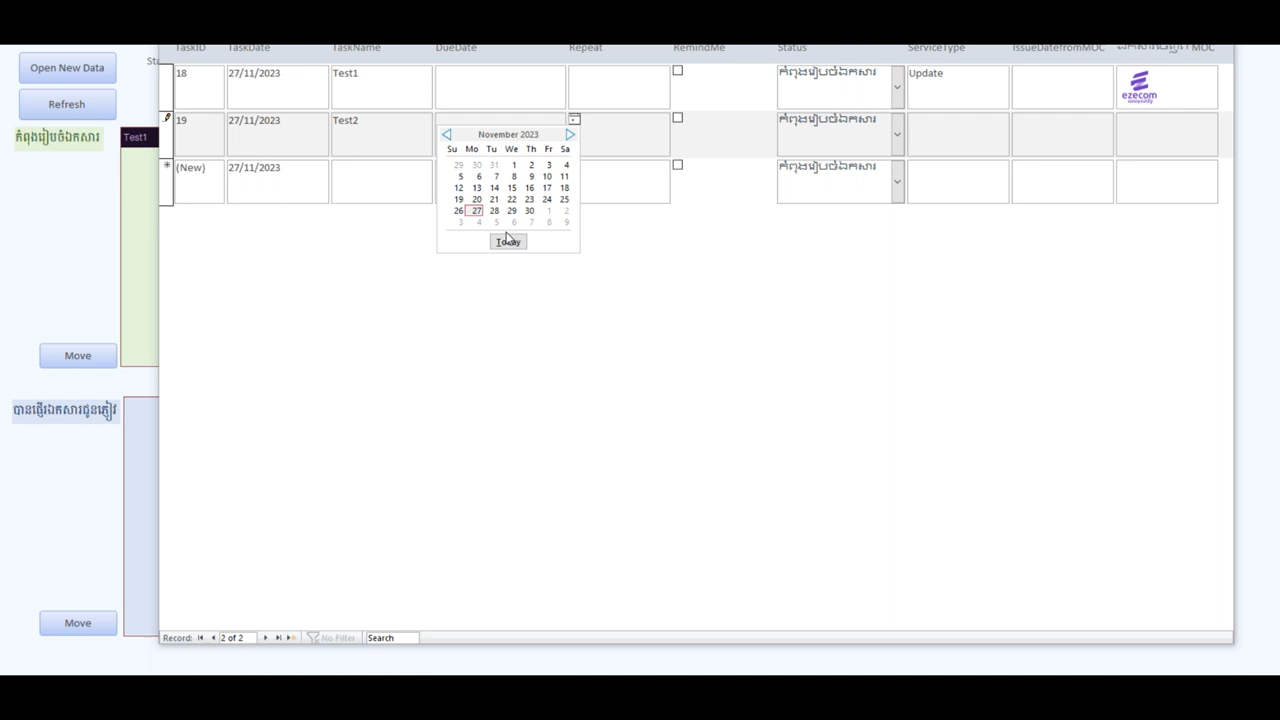 TaskID TaskDate TaskName DueDate Repeat RemindMe Status ServiceType IssueDatefromMOC
Open New Data
Refresh
18 27/11/2023 Test1 កំពុងរៀបចំឯកសារ Update
ezecom
19 27/11/2023 Test2 កំពុងរៀបចំឯកសារ
កំពុងរៀបចំឯកសារ Test1
(New) 27/11/2023 កំពុងរៀបចំឯកសារ
November 2023
Su Mo Tu We Th Fr Sa
29 30 31 1 2 3 4
5 6 7 8 9 10 11
12 13 14 15 16 17 18
19 20 21 22 23 24 25
26 27 28 29 30 1 2
3 4 5 6 7 8 9
Today
Move
បានផ្ញើរឯកសារជូនភ្ញៀវ
Move
Record: 2 of 2 No Filter Search